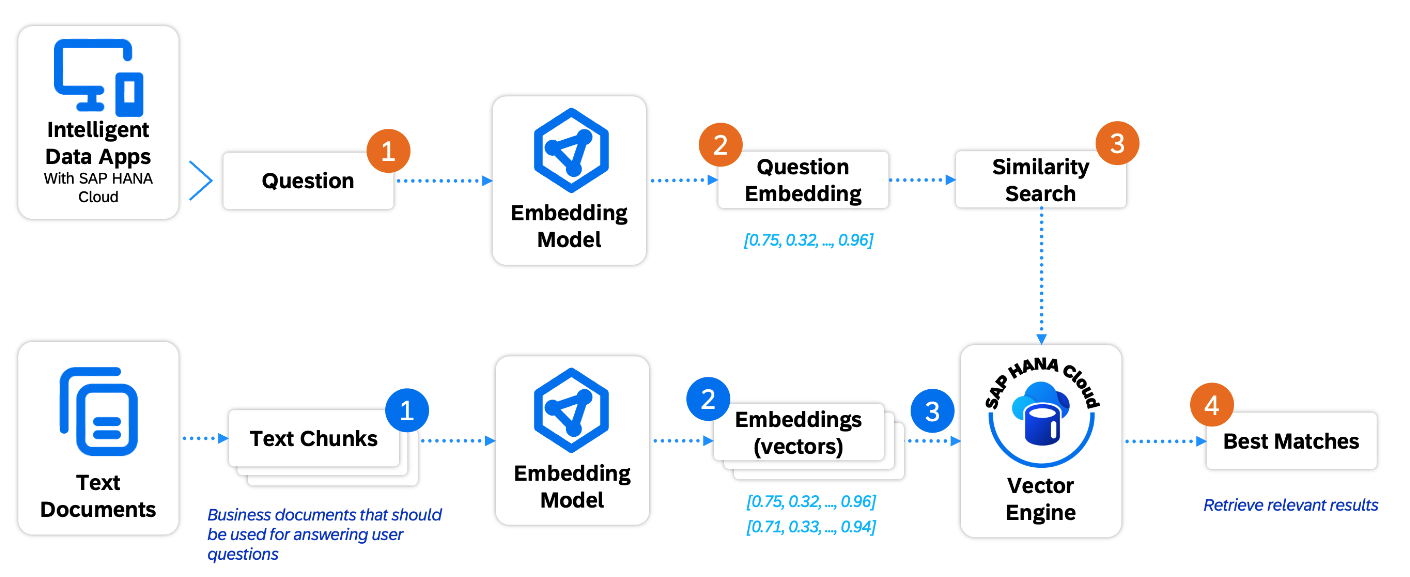 Intelligent
Data Apps
With SAP HANA
Cloud
Question
1
Embedding
Model
2
Question
Embedding
[0.75, 0.32, ..., 0.96]
Similarity
Search
3
Text
Documents
Text Chunks
1
Business documents that should
be used for answering user
questions
Embedding
Model
2
Embeddings
(vectors)
[0.75, 0.32, ..., 0.96]
[0.71, 0.33, ..., 0.94]
3
SAP HANA Cloud
Vector
Engine
4
Best Matches
Retrieve relevant results